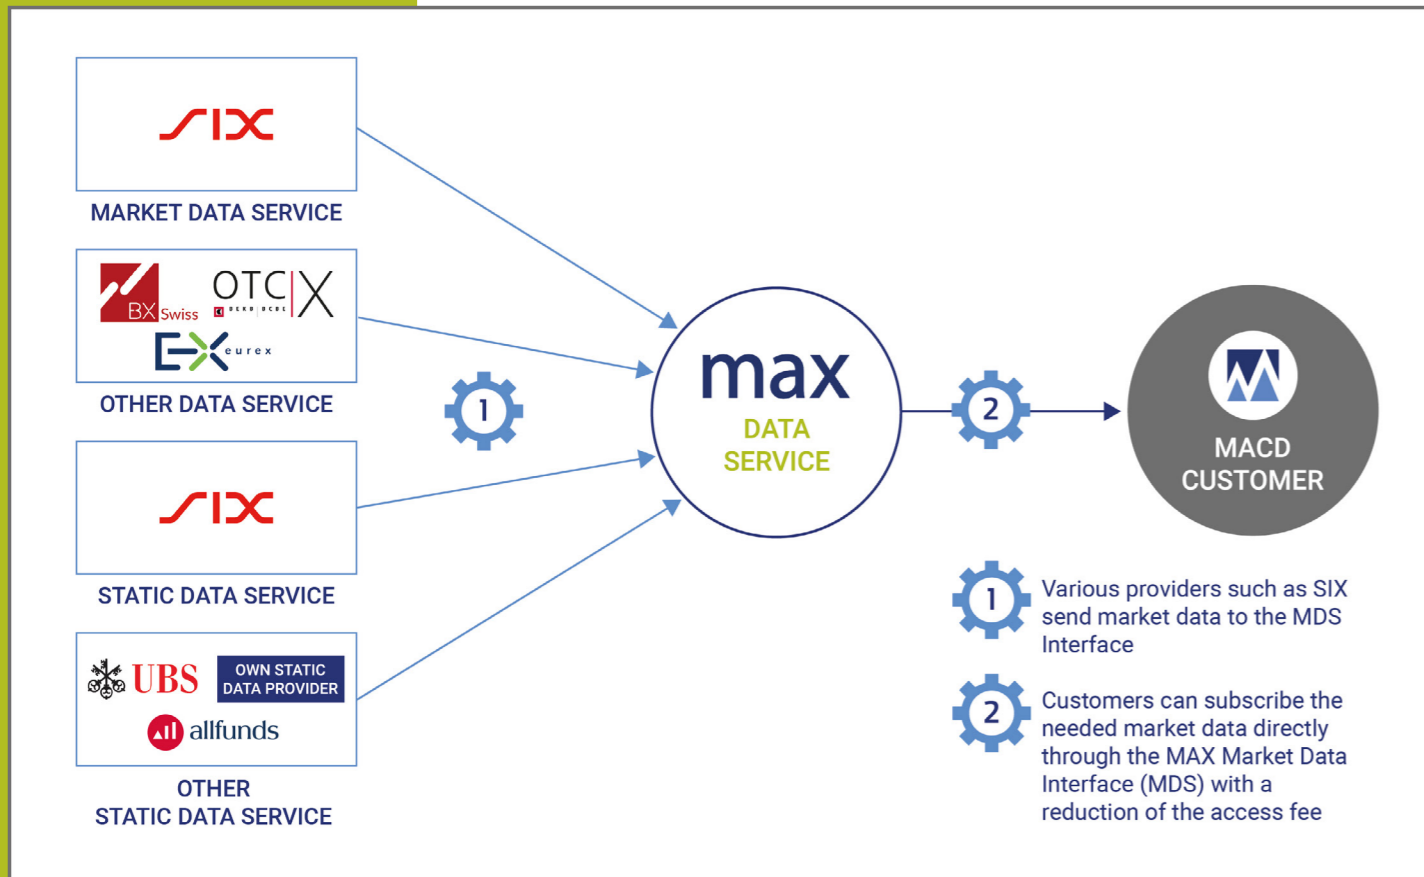 SIX
MARKET DATA SERVICE
BX Swiss
OTC|X
eurex
OTHER DATA SERVICE
SIX
STATIC DATA SERVICE
UBS
OWN STATIC
DATA PROVIDER
allfunds
OTHER
STATIC DATA SERVICE
1
max
DATA
SERVICE
2
MACD
CUSTOMER
1
Various providers such as SIX
send market data to the MDS
Interface
2
Customers can subscribe the
needed market data directly
through the MAX Market Data
Interface (MDS) with a
reduction of the access fee